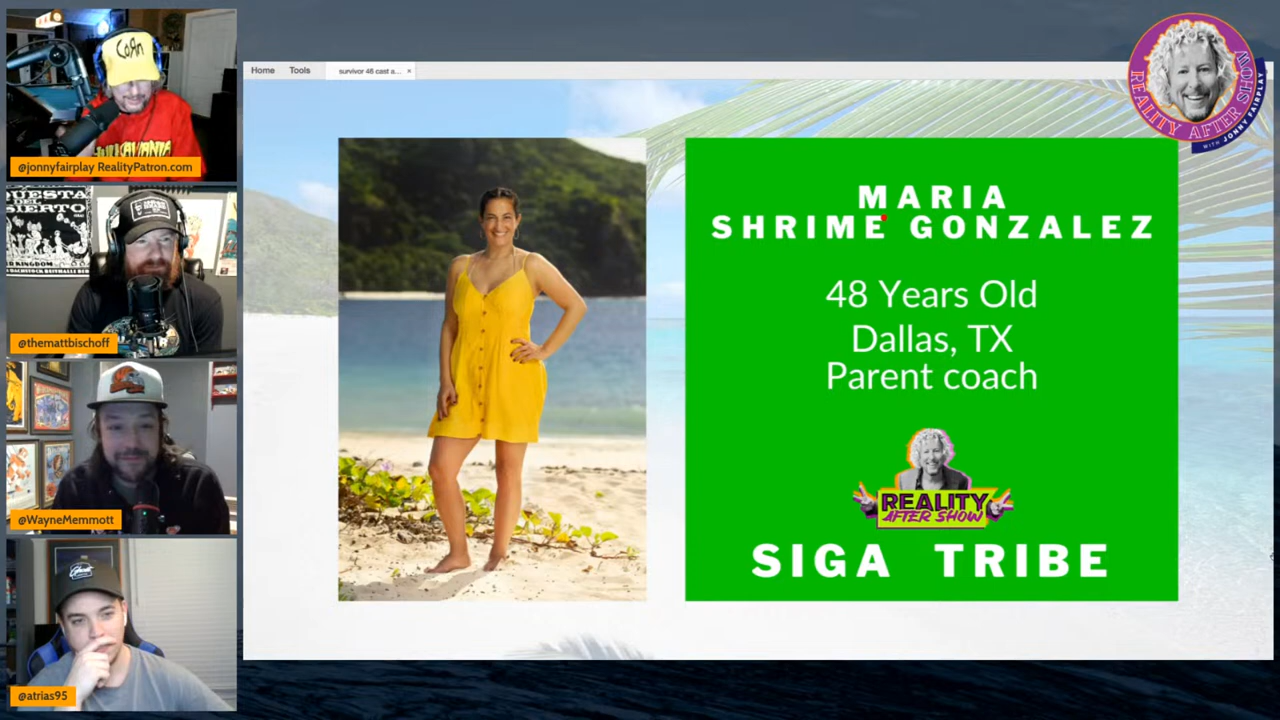 Home Tools survivor 48 cast a... ×
REALITY AFTER SHOW
WITH JONNY FAIRPLAY
KoRn
@jonnyfairplay RealityPatron.com
@themattbischoff
@WayneMemmott
@atrias95
MARIA
SHRIME GONZALEZ
48 Years Old
Dallas, TX
Parent coach
REALITY
AFTER SHOW
SIGA TRIBE